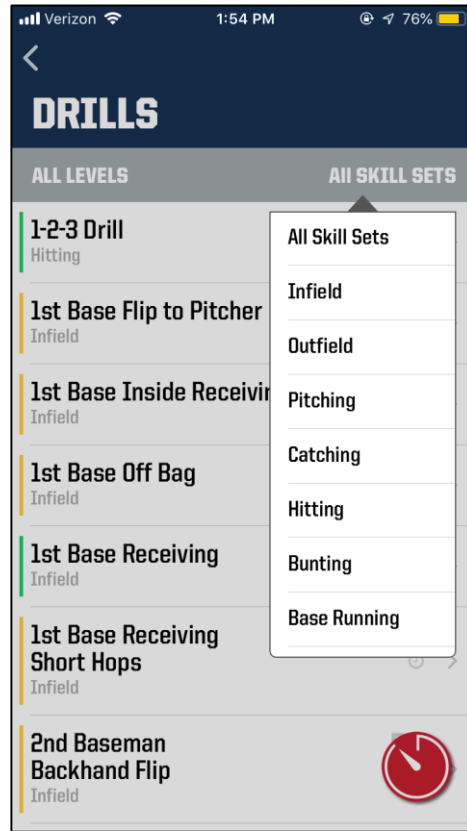 Verizon 1:54 PM 76%
DRILLS
ALL LEVELS All SKILL SETS
1-2-3 Drill
Hitting
1st Base Flip to Pitcher
Infield
1st Base Inside Receivin
Infield
1st Base Off Bag
Infield
1st Base Receiving
Infield
1st Base Receiving
Short Hops
Infield
2nd Baseman
Backhand Flip
Infield
All Skill Sets
Infield
Outfield
Pitching
Catching
Hitting
Bunting
Base Running